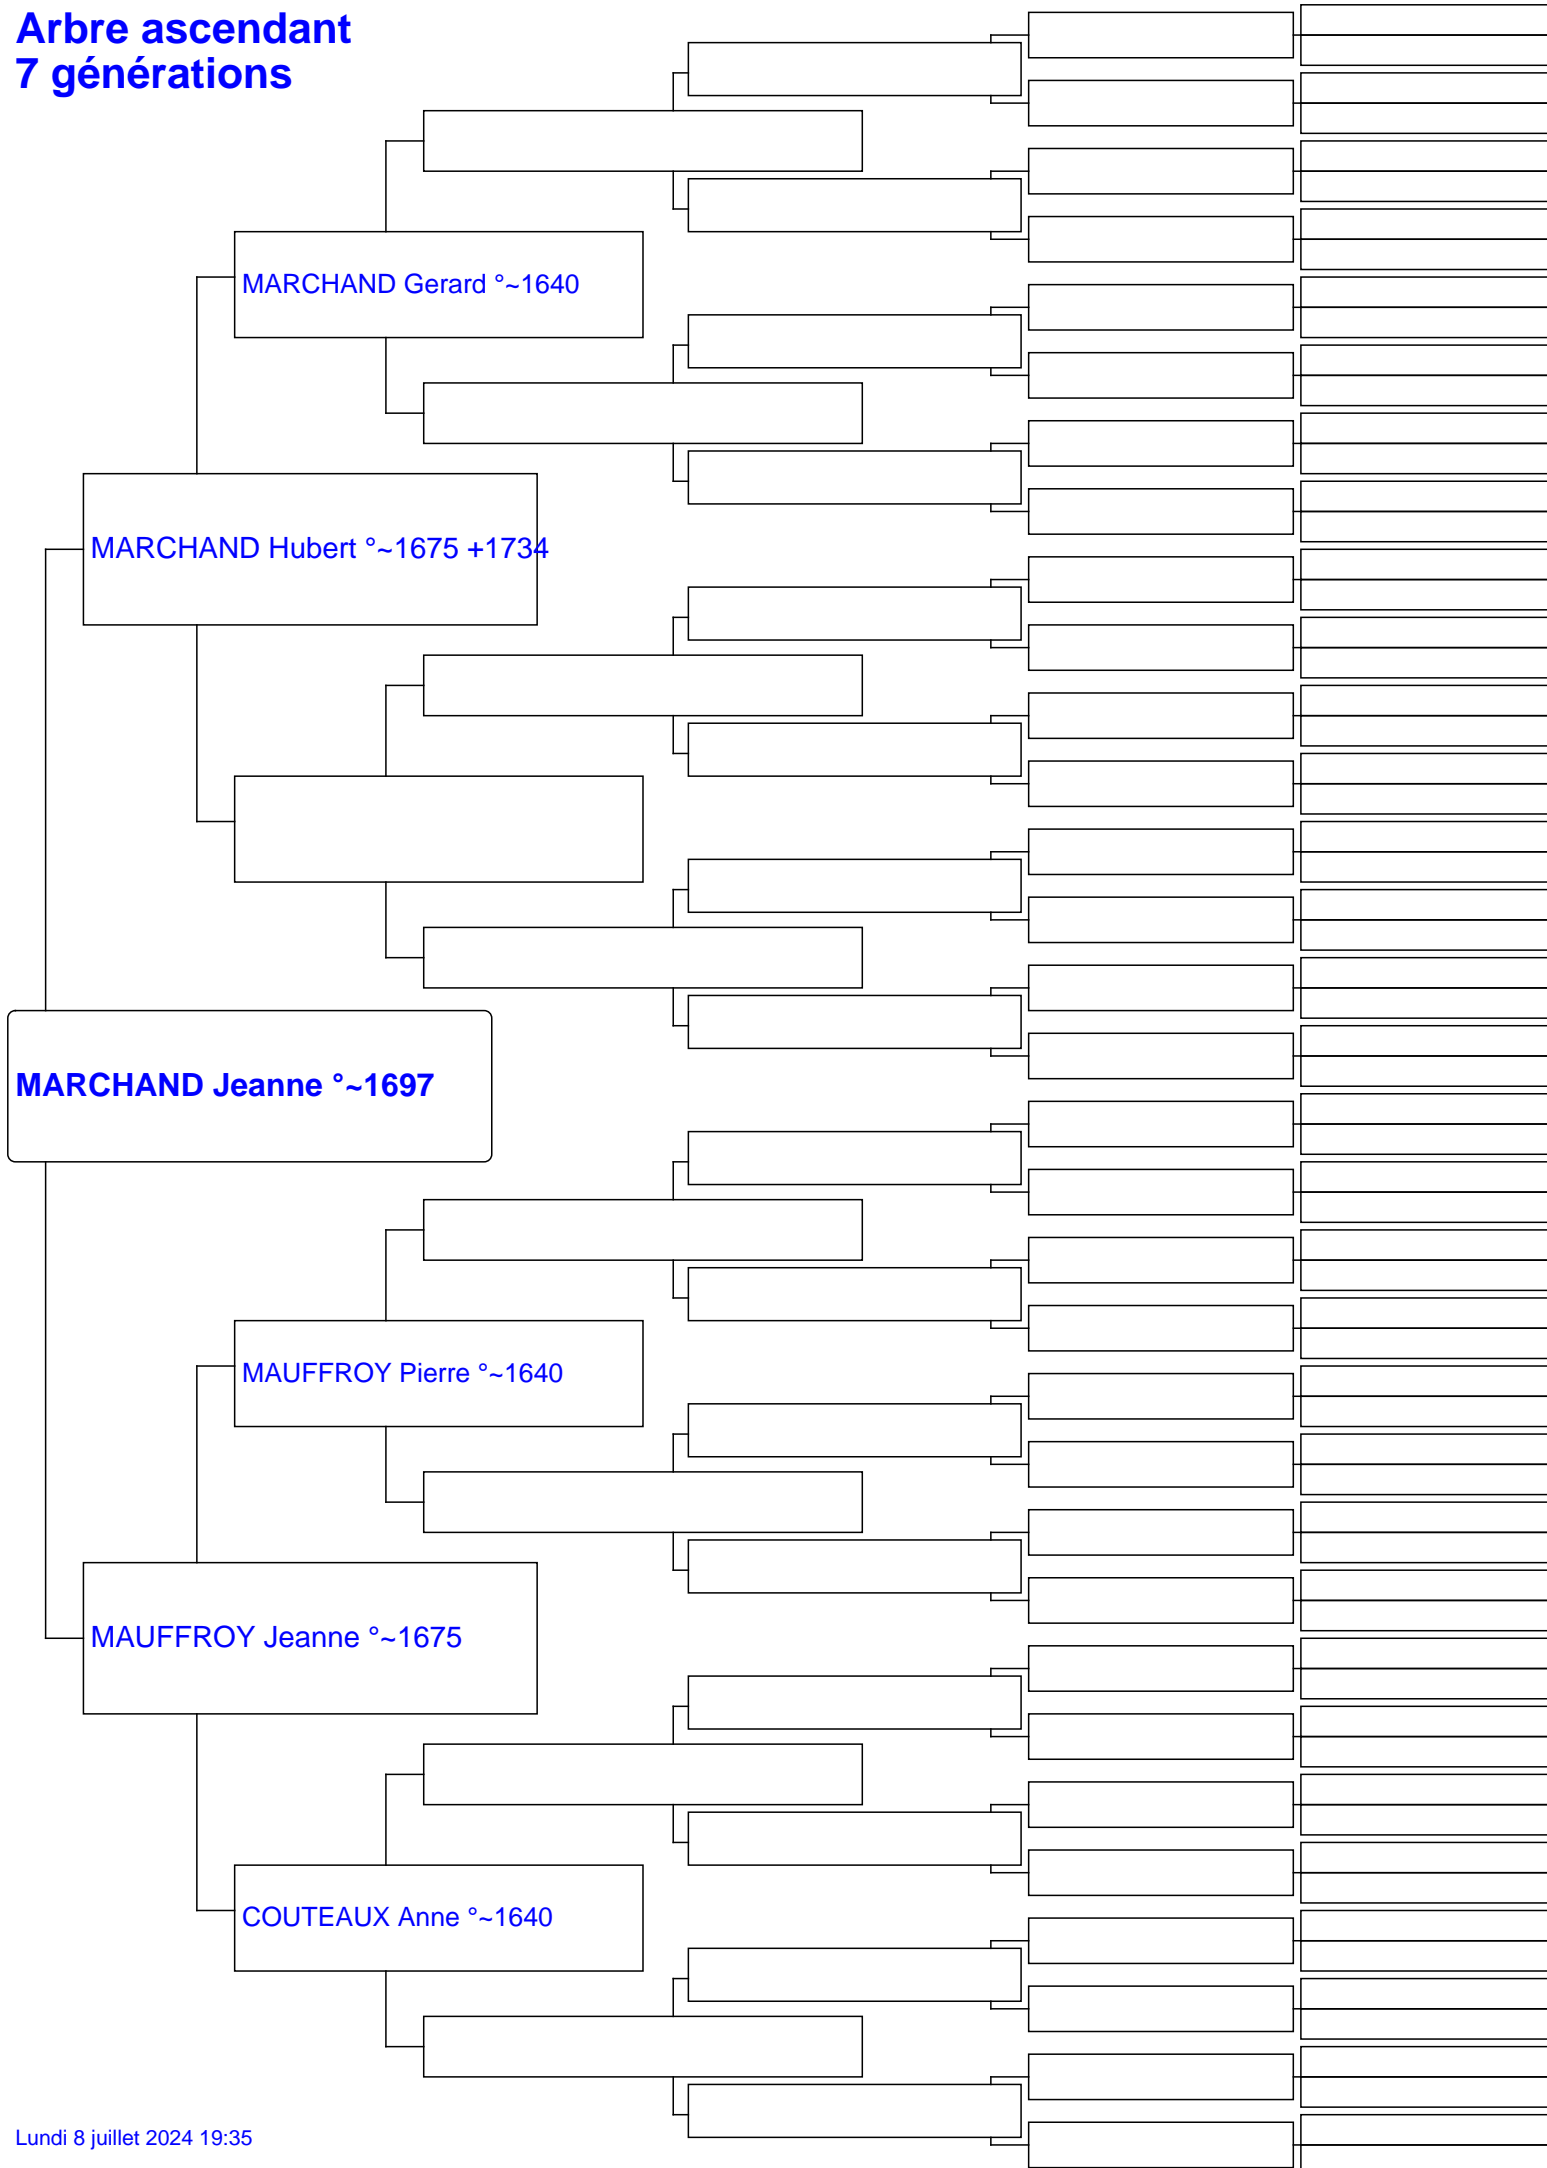 Arbre ascendant
7 générations
MARCHAND Gerard °~1640
MARCHAND Hubert °~1675 +1734
MARCHAND Jeanne °~1697
MAUFFROY Pierre °~1640
MAUFFROY Jeanne °~1675
COUTEAUX Anne °~1640
Lundi 8 juillet 2024 19:35